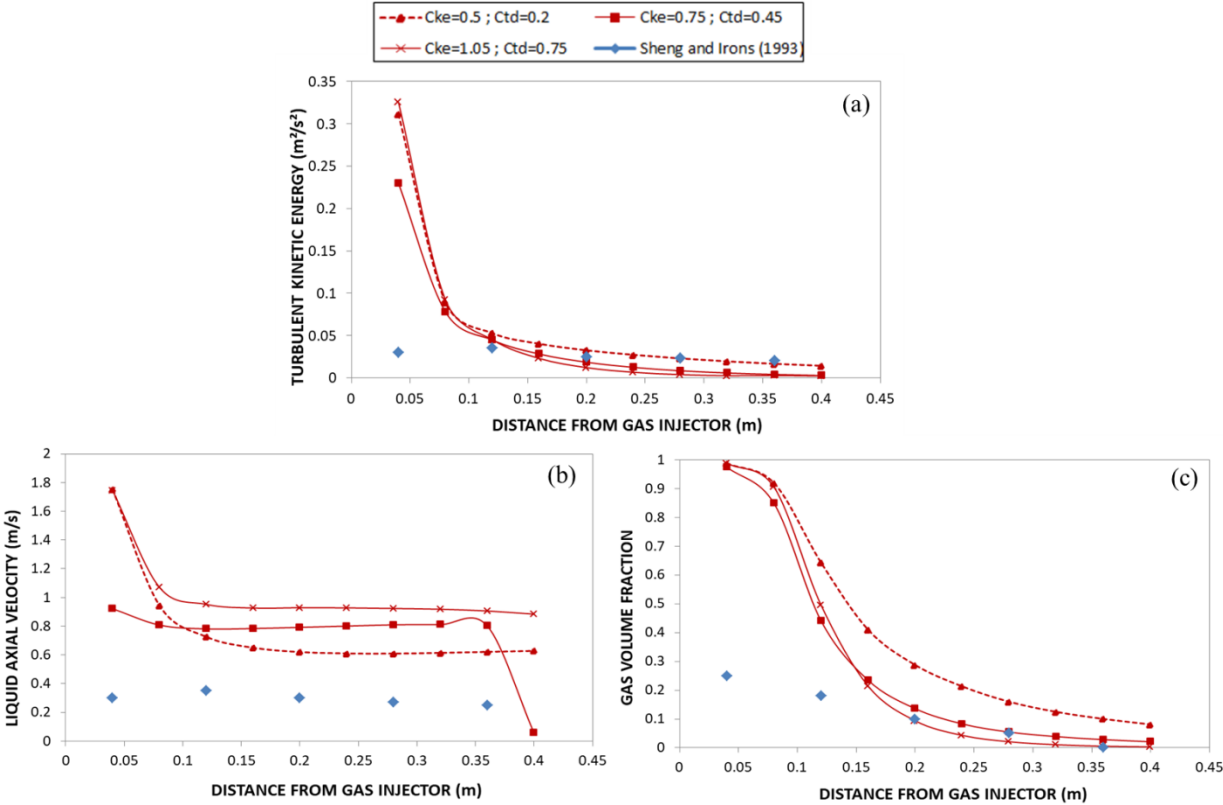 Cke=0.5 ; Ctd=0.2 Cke=0.75 ; Ctd=0.45
Cke=1.05 ; Ctd=0.75 Sheng and Irons (1993)
(a)
TURBULENT KINETIC ENERGY (m²/s²)
0.35
0.3
0.25
0.2
0.15
0.1
0.05
0
0 0.05 0.1 0.15 0.2 0.25 0.3 0.35 0.4 0.45
DISTANCE FROM GAS INJECTOR (m)
(b)
LIQUID AXIAL VELOCITY (m/s)
2
1.8
1.6
1.4
1.2
1
0.8
0.6
0.4
0.2
0
0 0.05 0.1 0.15 0.2 0.25 0.3 0.35 0.4 0.45
DISTANCE FROM GAS INJECTOR (m)
(c)
GAS VOLUME FRACTION
1
0.9
0.8
0.7
0.6
0.5
0.4
0.3
0.2
0.1
0
0 0.05 0.1 0.15 0.2 0.25 0.3 0.35 0.4 0.45
DISTANCE FROM GAS INJECTOR (m)